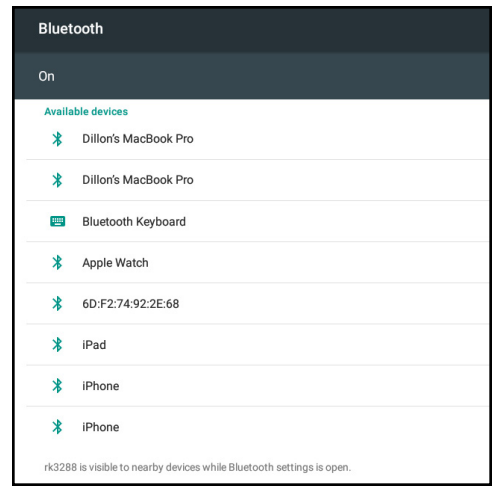 Bluetooth
On
Available devices
Dillon's MacBook Pro
Dillon's MacBook Pro
Bluetooth Keyboard
Apple Watch
6D:F2:74:92:2E:68
iPad
iPhone
iPhone
rk3288 is visible to nearby devices while Bluetooth settings is open.